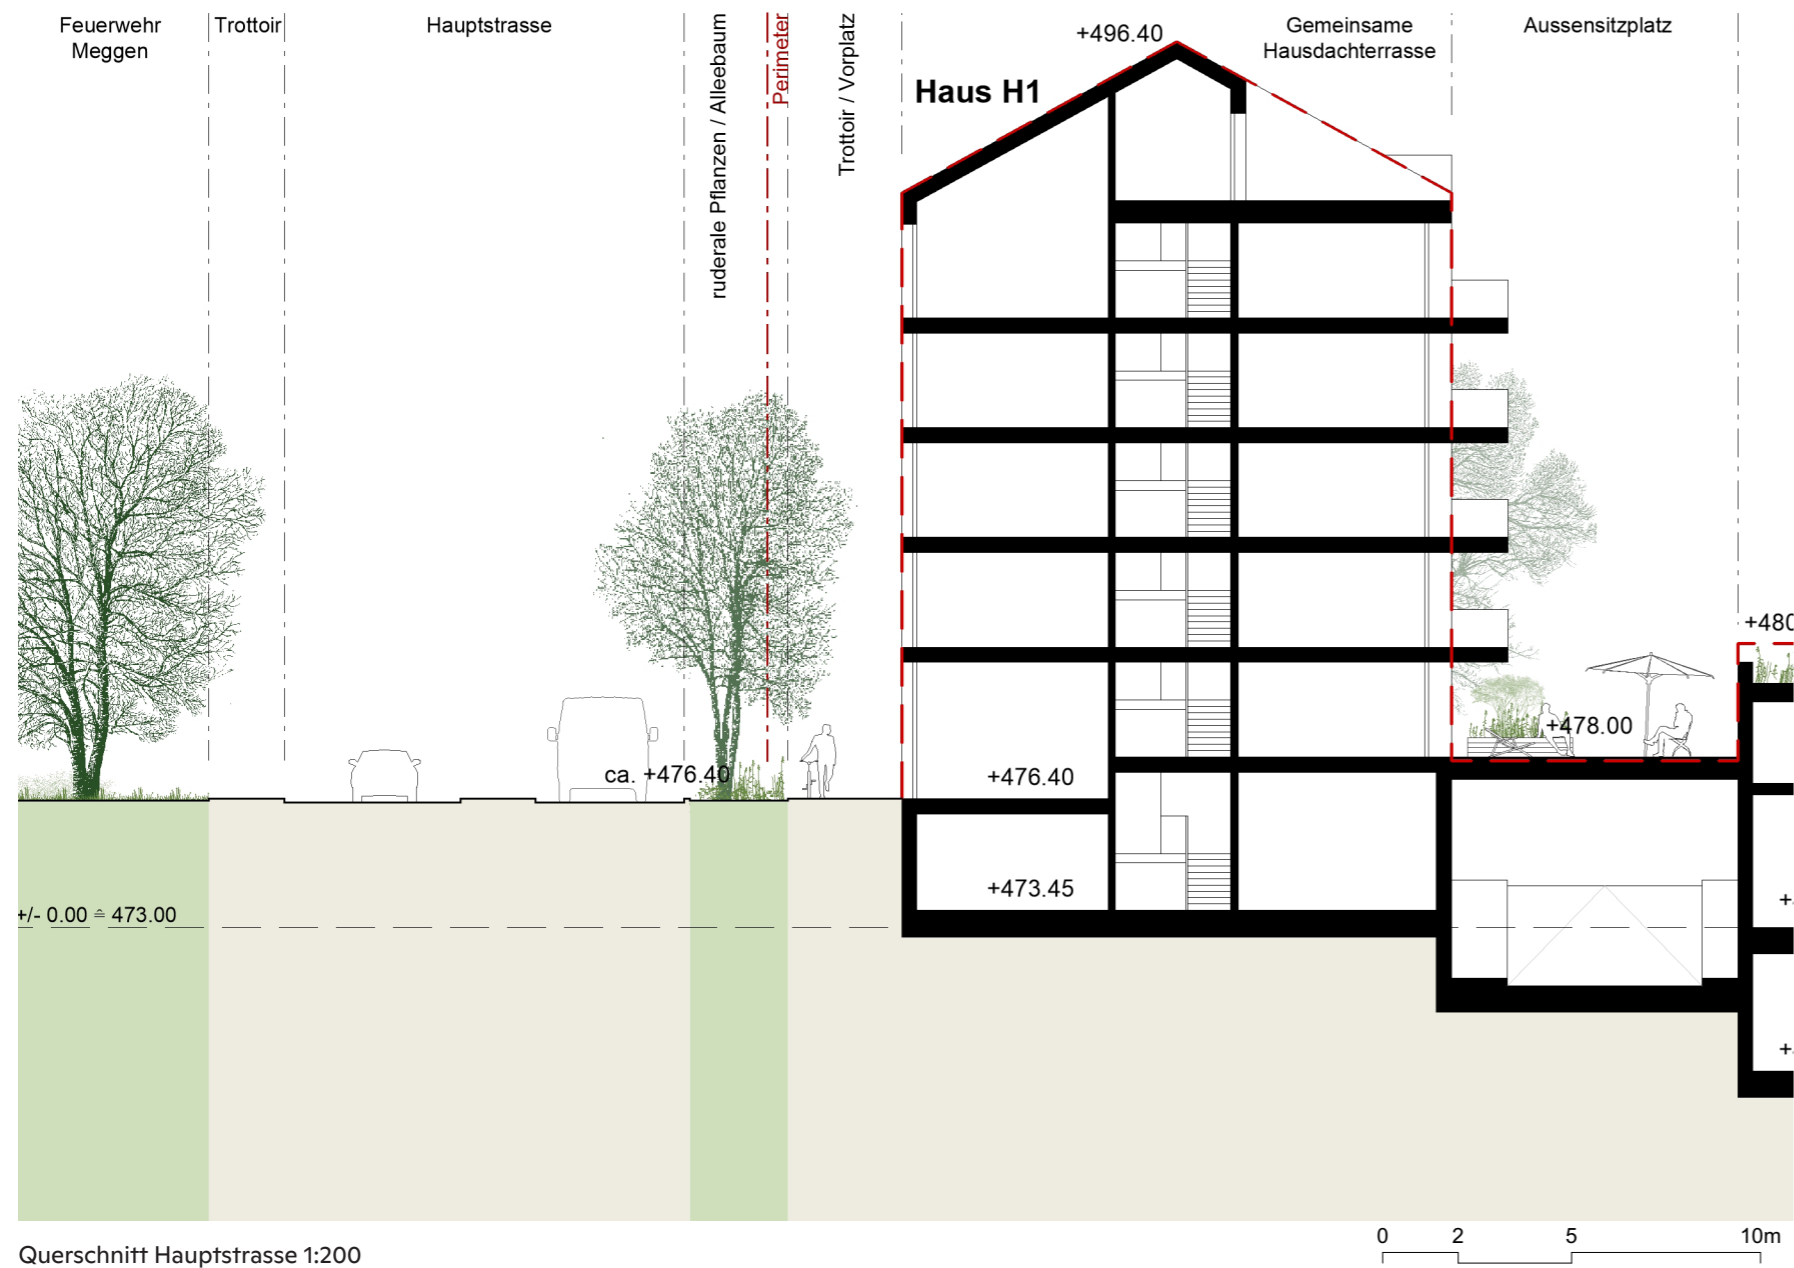 Feuerwehr
Meggen
Trottoir
Hauptstrasse
ruderale Pflanzen / Alleebaum
Perimeter
Trottoir / Vorplatz
+496.40
Gemeinsame
Hausdachterrasse
Aussensitzplatz
Haus H1
+480
+478.00
ca. +476.40
+476.40
+473.45
+/- 0.00 ≙ 473.00
+
+
Querschnitt Hauptstrasse 1:200
0 2 5 10m